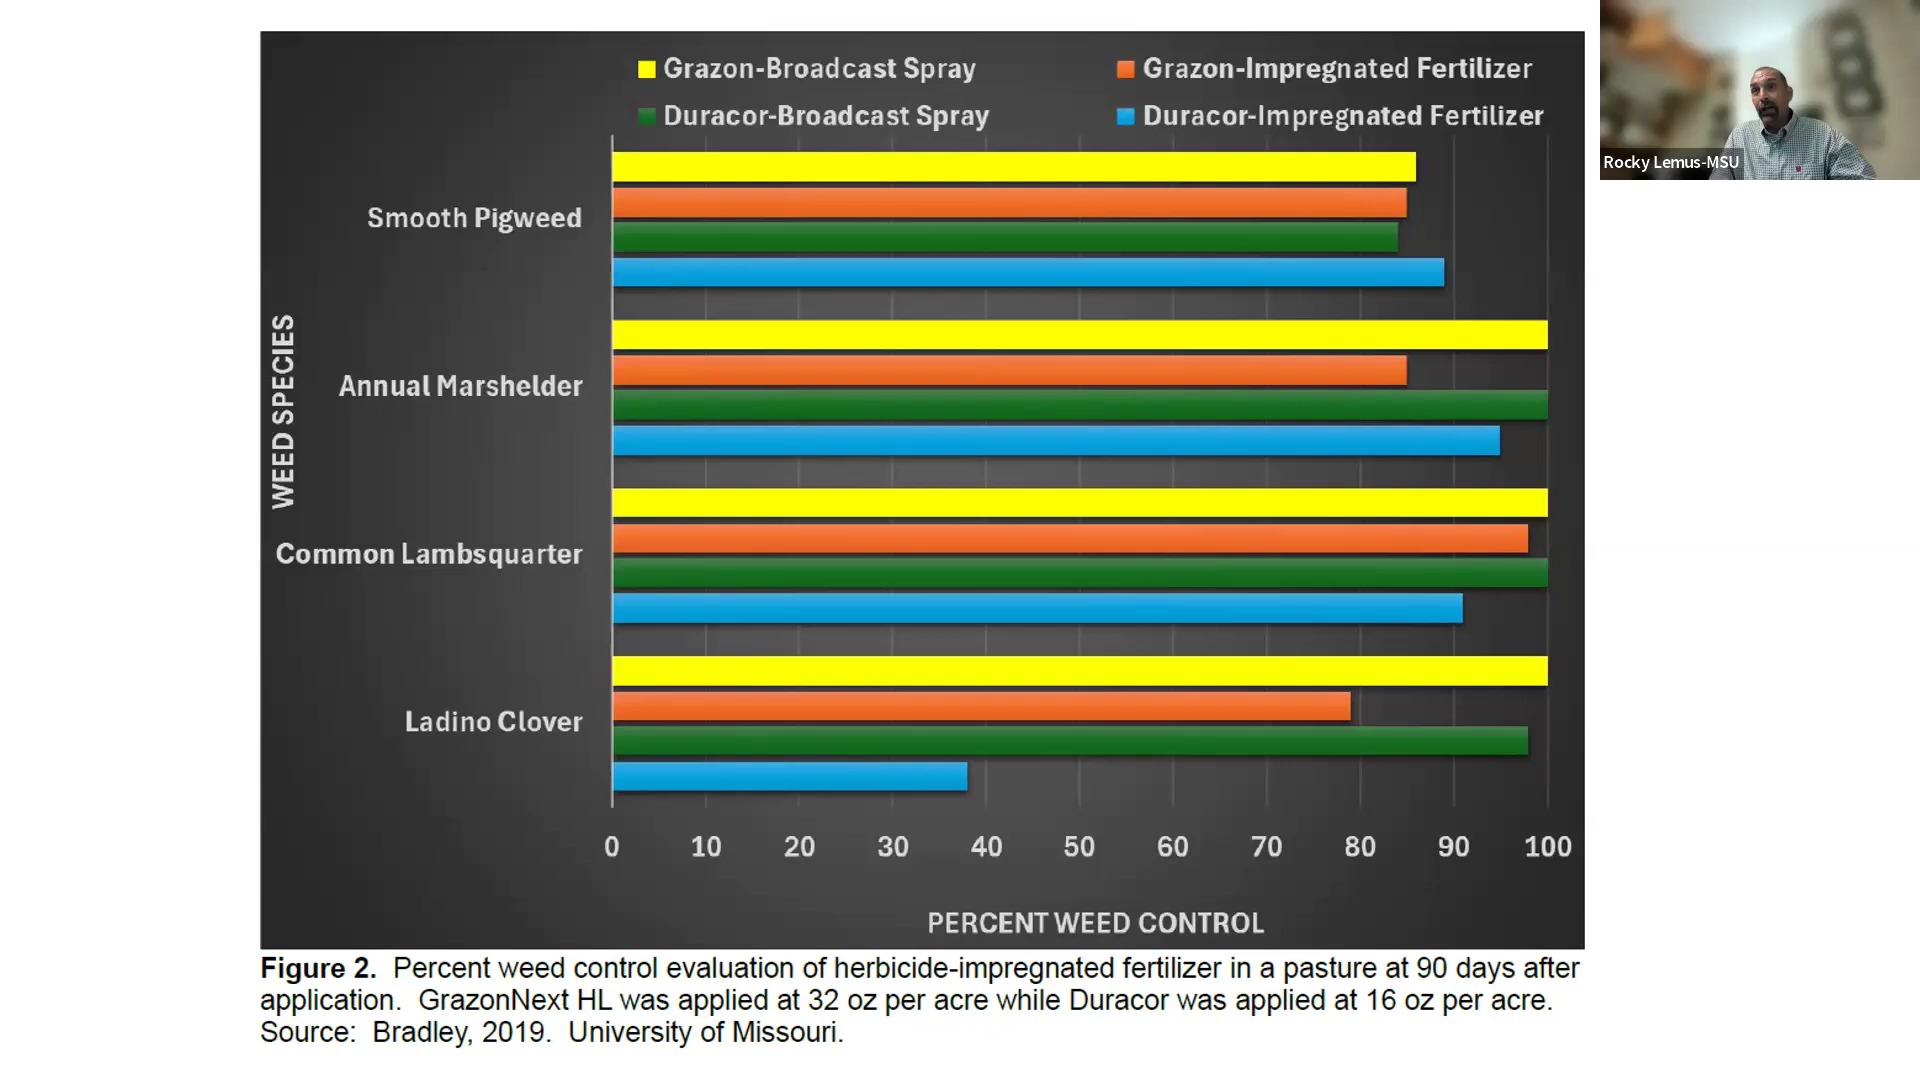 Grazon-Broadcast Spray
Grazon-Impregnated Fertilizer
Duracor-Broadcast Spray
Duracor-Impregnated Fertilizer
Rocky Lemus-MSU
WEED SPECIES
Smooth Pigweed
Annual Marshelder
Common Lambsquarter
Ladino Clover
0 10 20 30 40 50 60 70 80 90 100
PERCENT WEED CONTROL
Figure 2. Percent weed control evaluation of herbicide-impregnated fertilizer in a pasture at 90 days after
application. GrazonNext HL was applied at 32 oz per acre while Duracor was applied at 16 oz per acre.
Source: Bradley, 2019. University of Missouri.